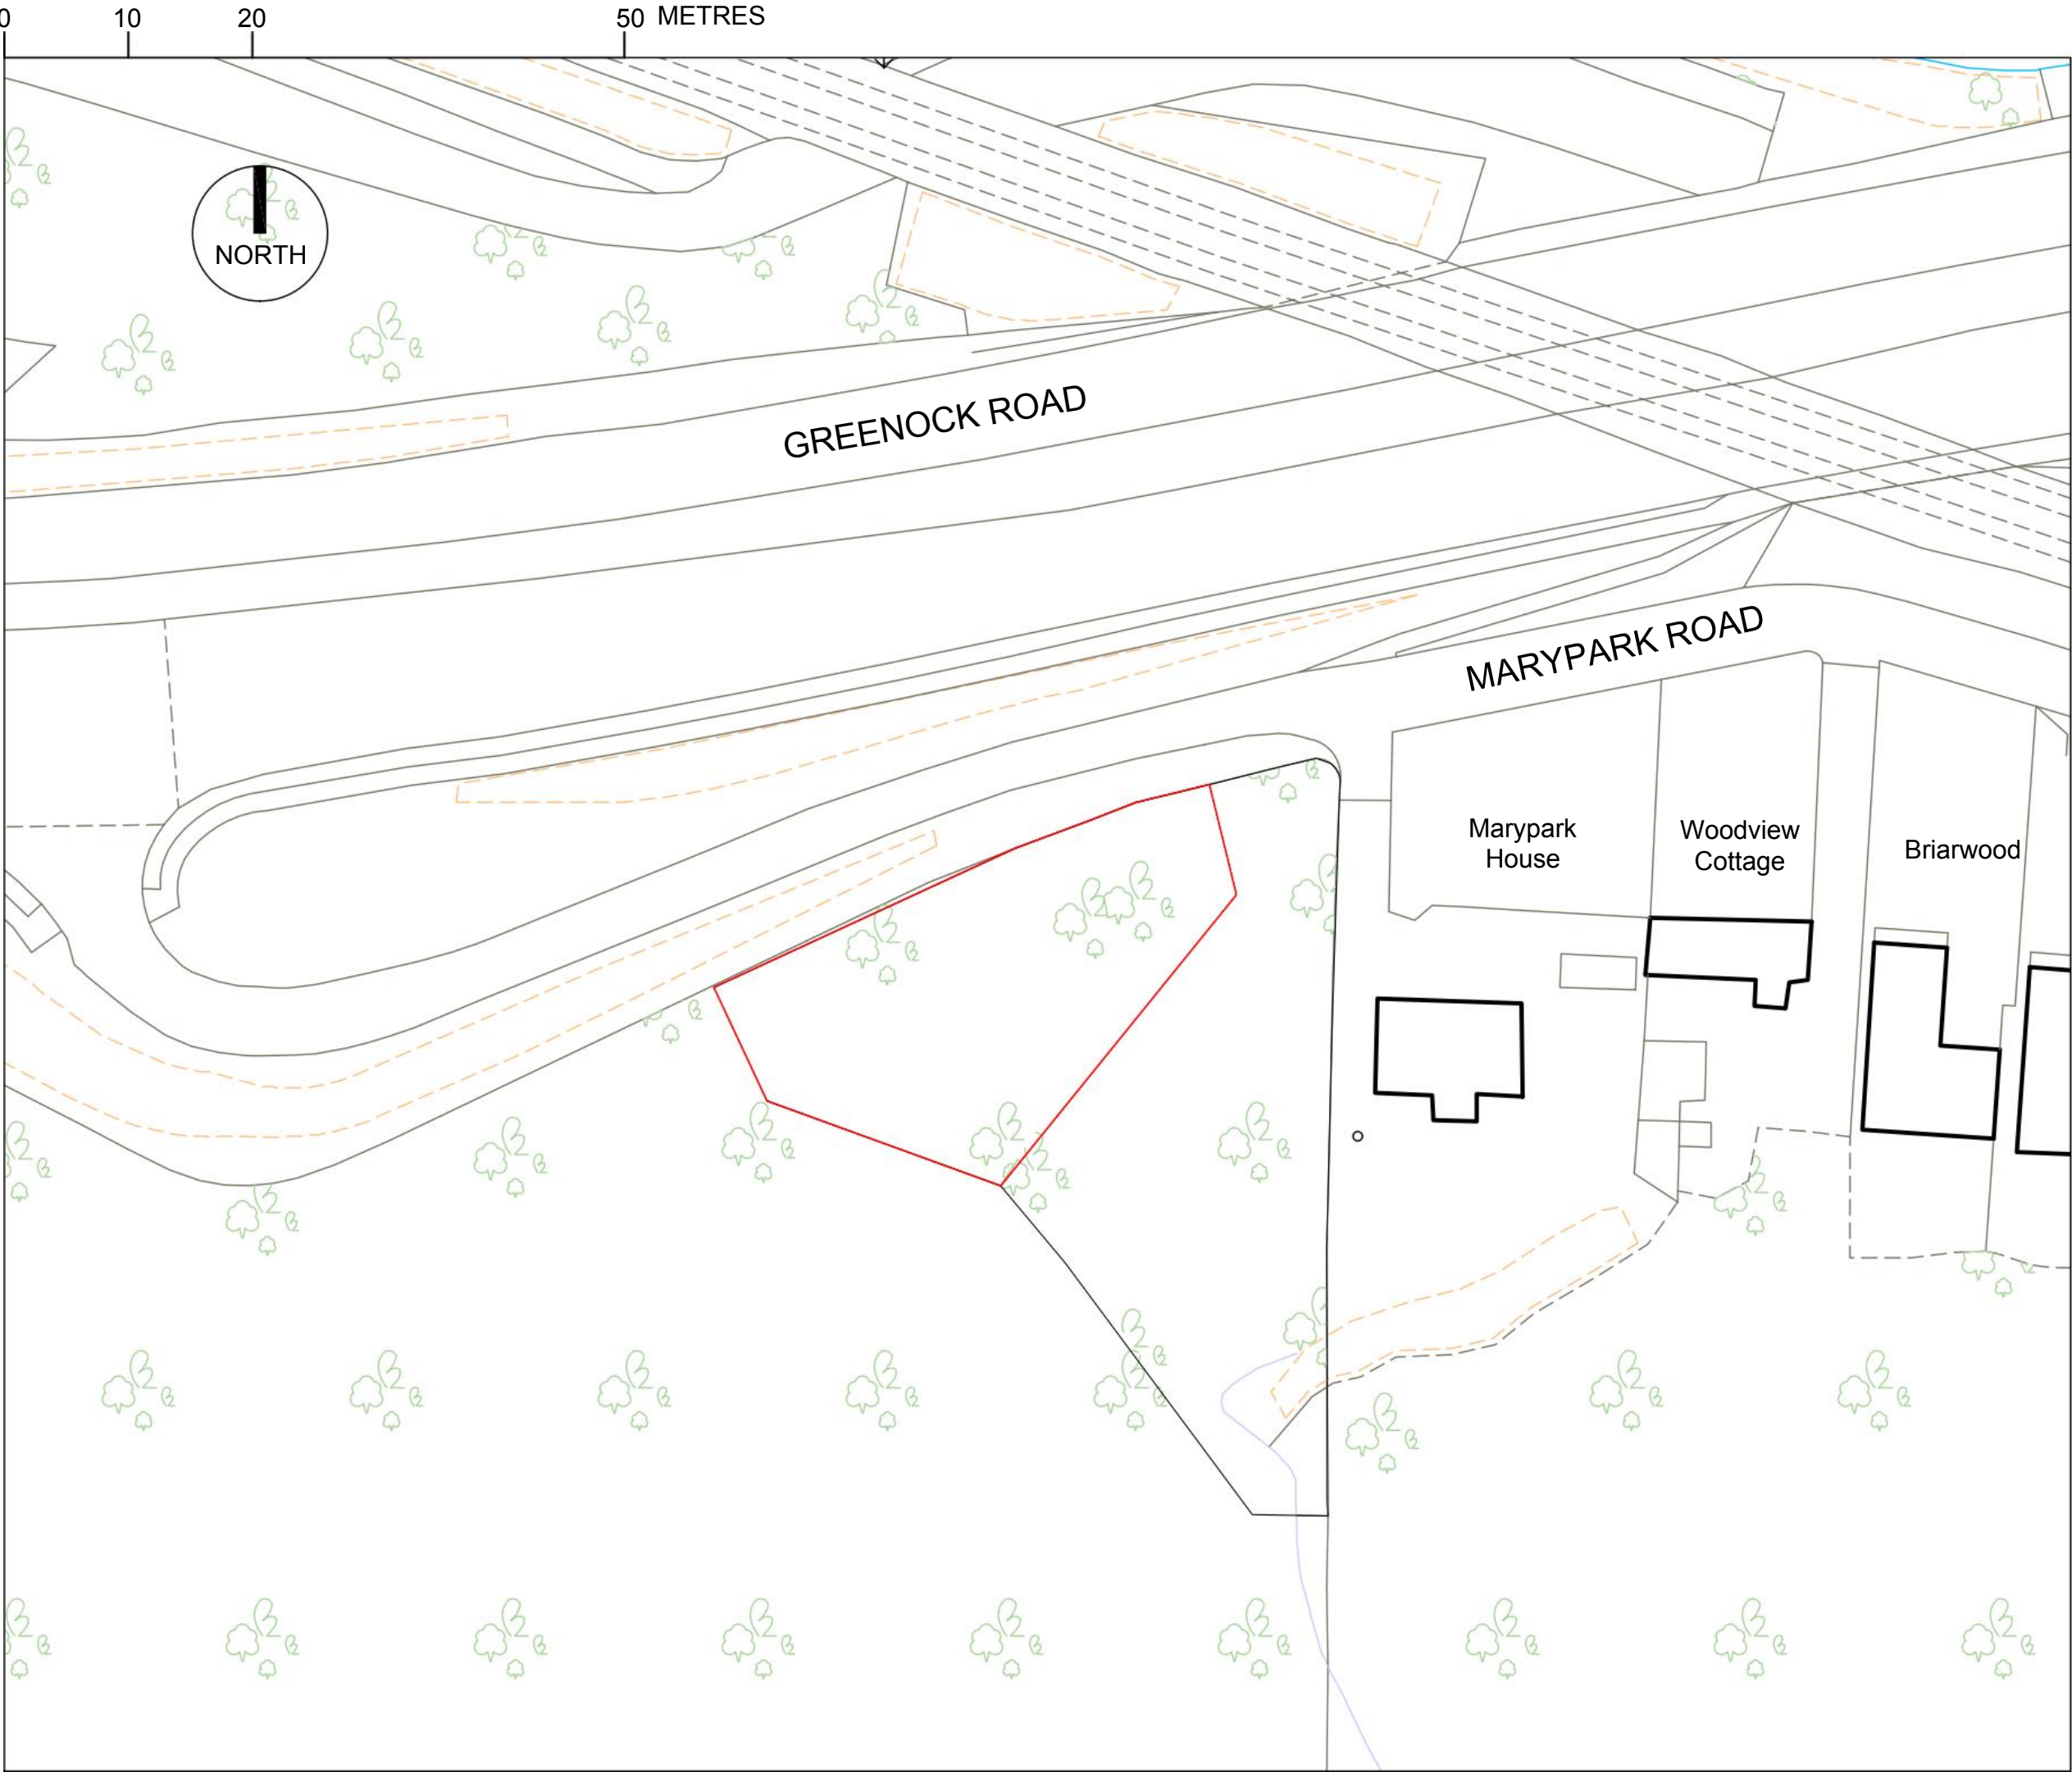 0 10 20 50 METRES
NORTH
GREENOCK ROAD
MARYPARK ROAD
Marypark
House
Woodview
Cottage
Briarwood